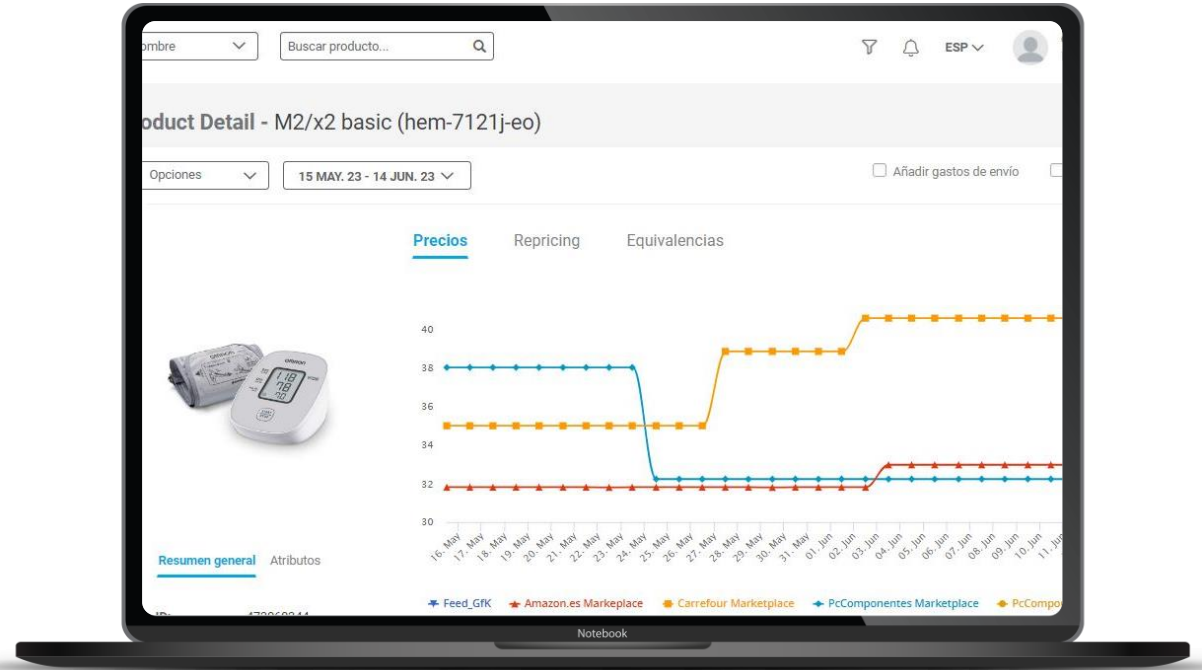 ombre
Buscar producto...
ESP
oduct Detail - M2/x2 basic (hem-7121j-eo)
Opciones
15 MAY. 23 - 14 JUN. 23
Añadir gastos de envío
Precios Repricing Equivalencias
40
38
36
34
32
30
OMRON
118
78
70
16. May 17. May 18. May 19. May 20. May 21. May 22. May 23. May 24. May 25. May 26. May 27. May 28. May 29. May 30. May 31. May 01. Jun 02. Jun 03. Jun 04. Jun 05. Jun 06. Jun 07. Jun 08. Jun 09. Jun 10. Jun 11. Jun
Resumen general Atributos
Feed_GfK Amazon.es Markeplace Carrefour Marketplace PcComponentes Marketplace PcCompo
Notebook